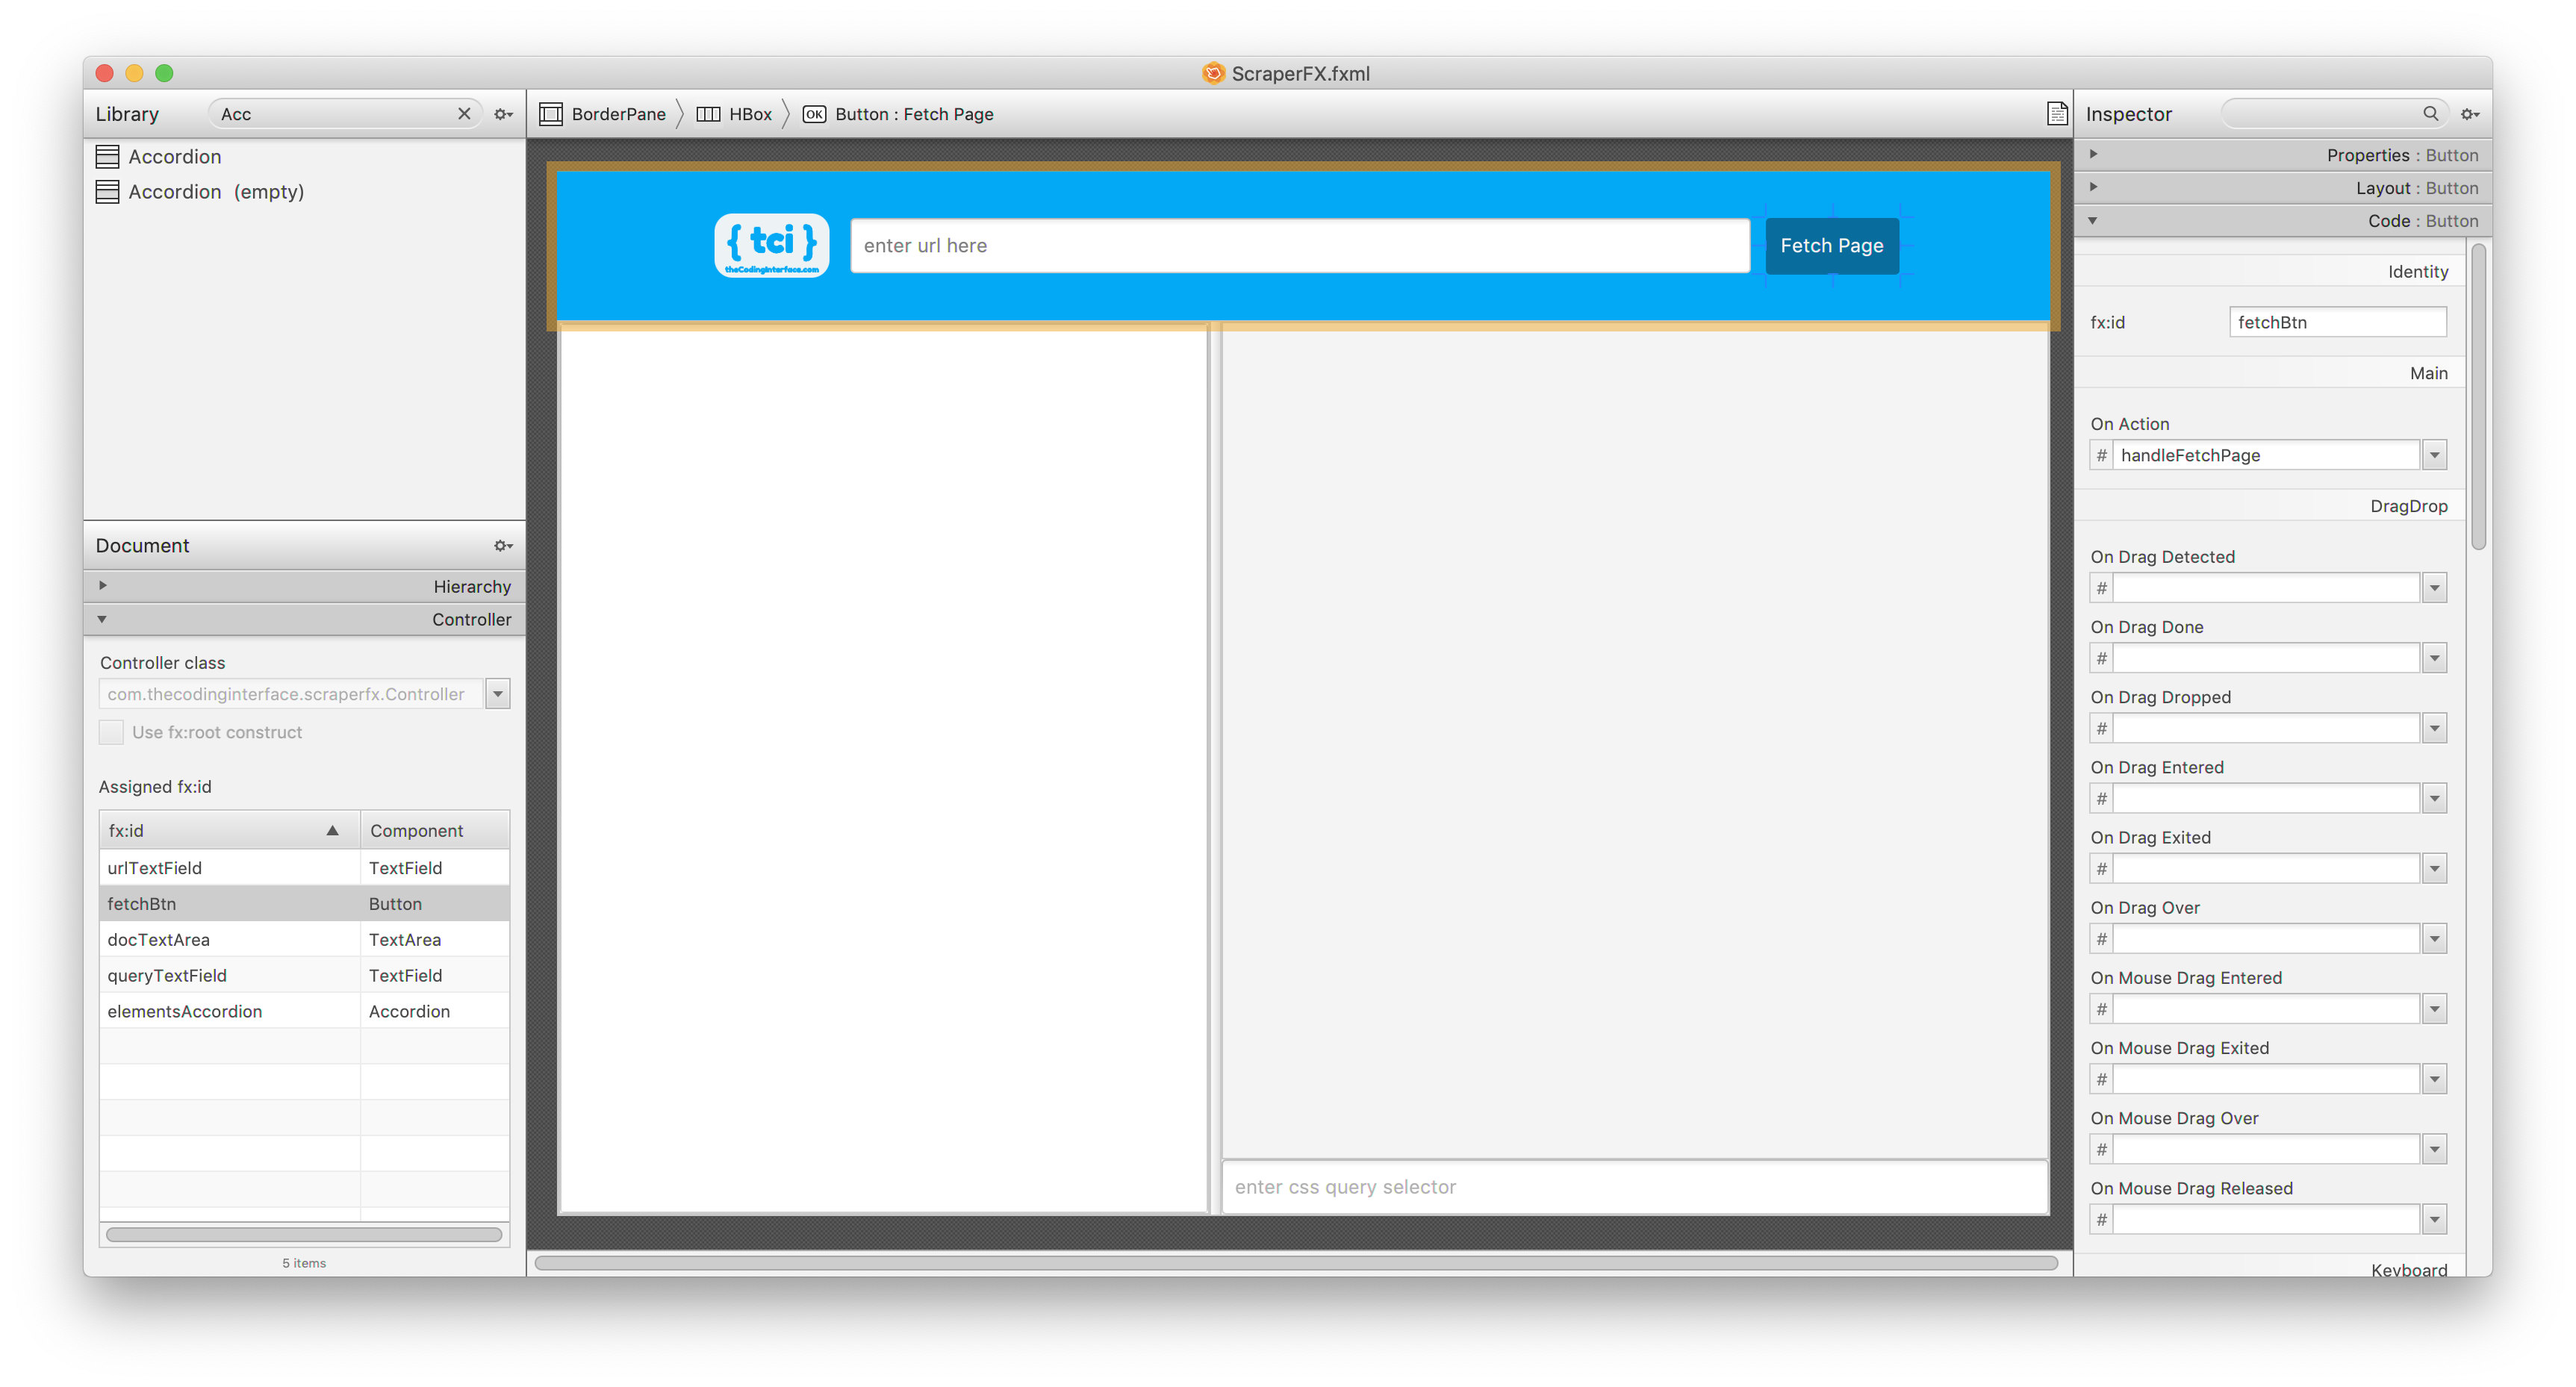 ScraperFX.fxml
Library
Acc
Accordion
Accordion (empty)
Document
Hierarchy
Controller
Controller class
com.thecodinginterface.scraperfx.Controller
Use fx:root construct
Assigned fx:id
fx:id Component
urlTextField TextField
fetchBtn Button
docTextArea TextArea
queryTextField TextField
elementsAccordion Accordion
5 items
BorderPane HBox OK Button : Fetch Page
{ tci }
theCodingInterface.com
enter url here
Fetch Page
enter css query selector
Inspector
Properties : Button
Layout : Button
Code : Button
Identity
fx:id fetchBtn
Main
On Action
# handleFetchPage
DragDrop
On Drag Detected
#
On Drag Done
#
On Drag Dropped
#
On Drag Entered
#
On Drag Exited
#
On Drag Over
#
On Mouse Drag Entered
#
On Mouse Drag Exited
#
On Mouse Drag Over
#
On Mouse Drag Released
#
Keyboard